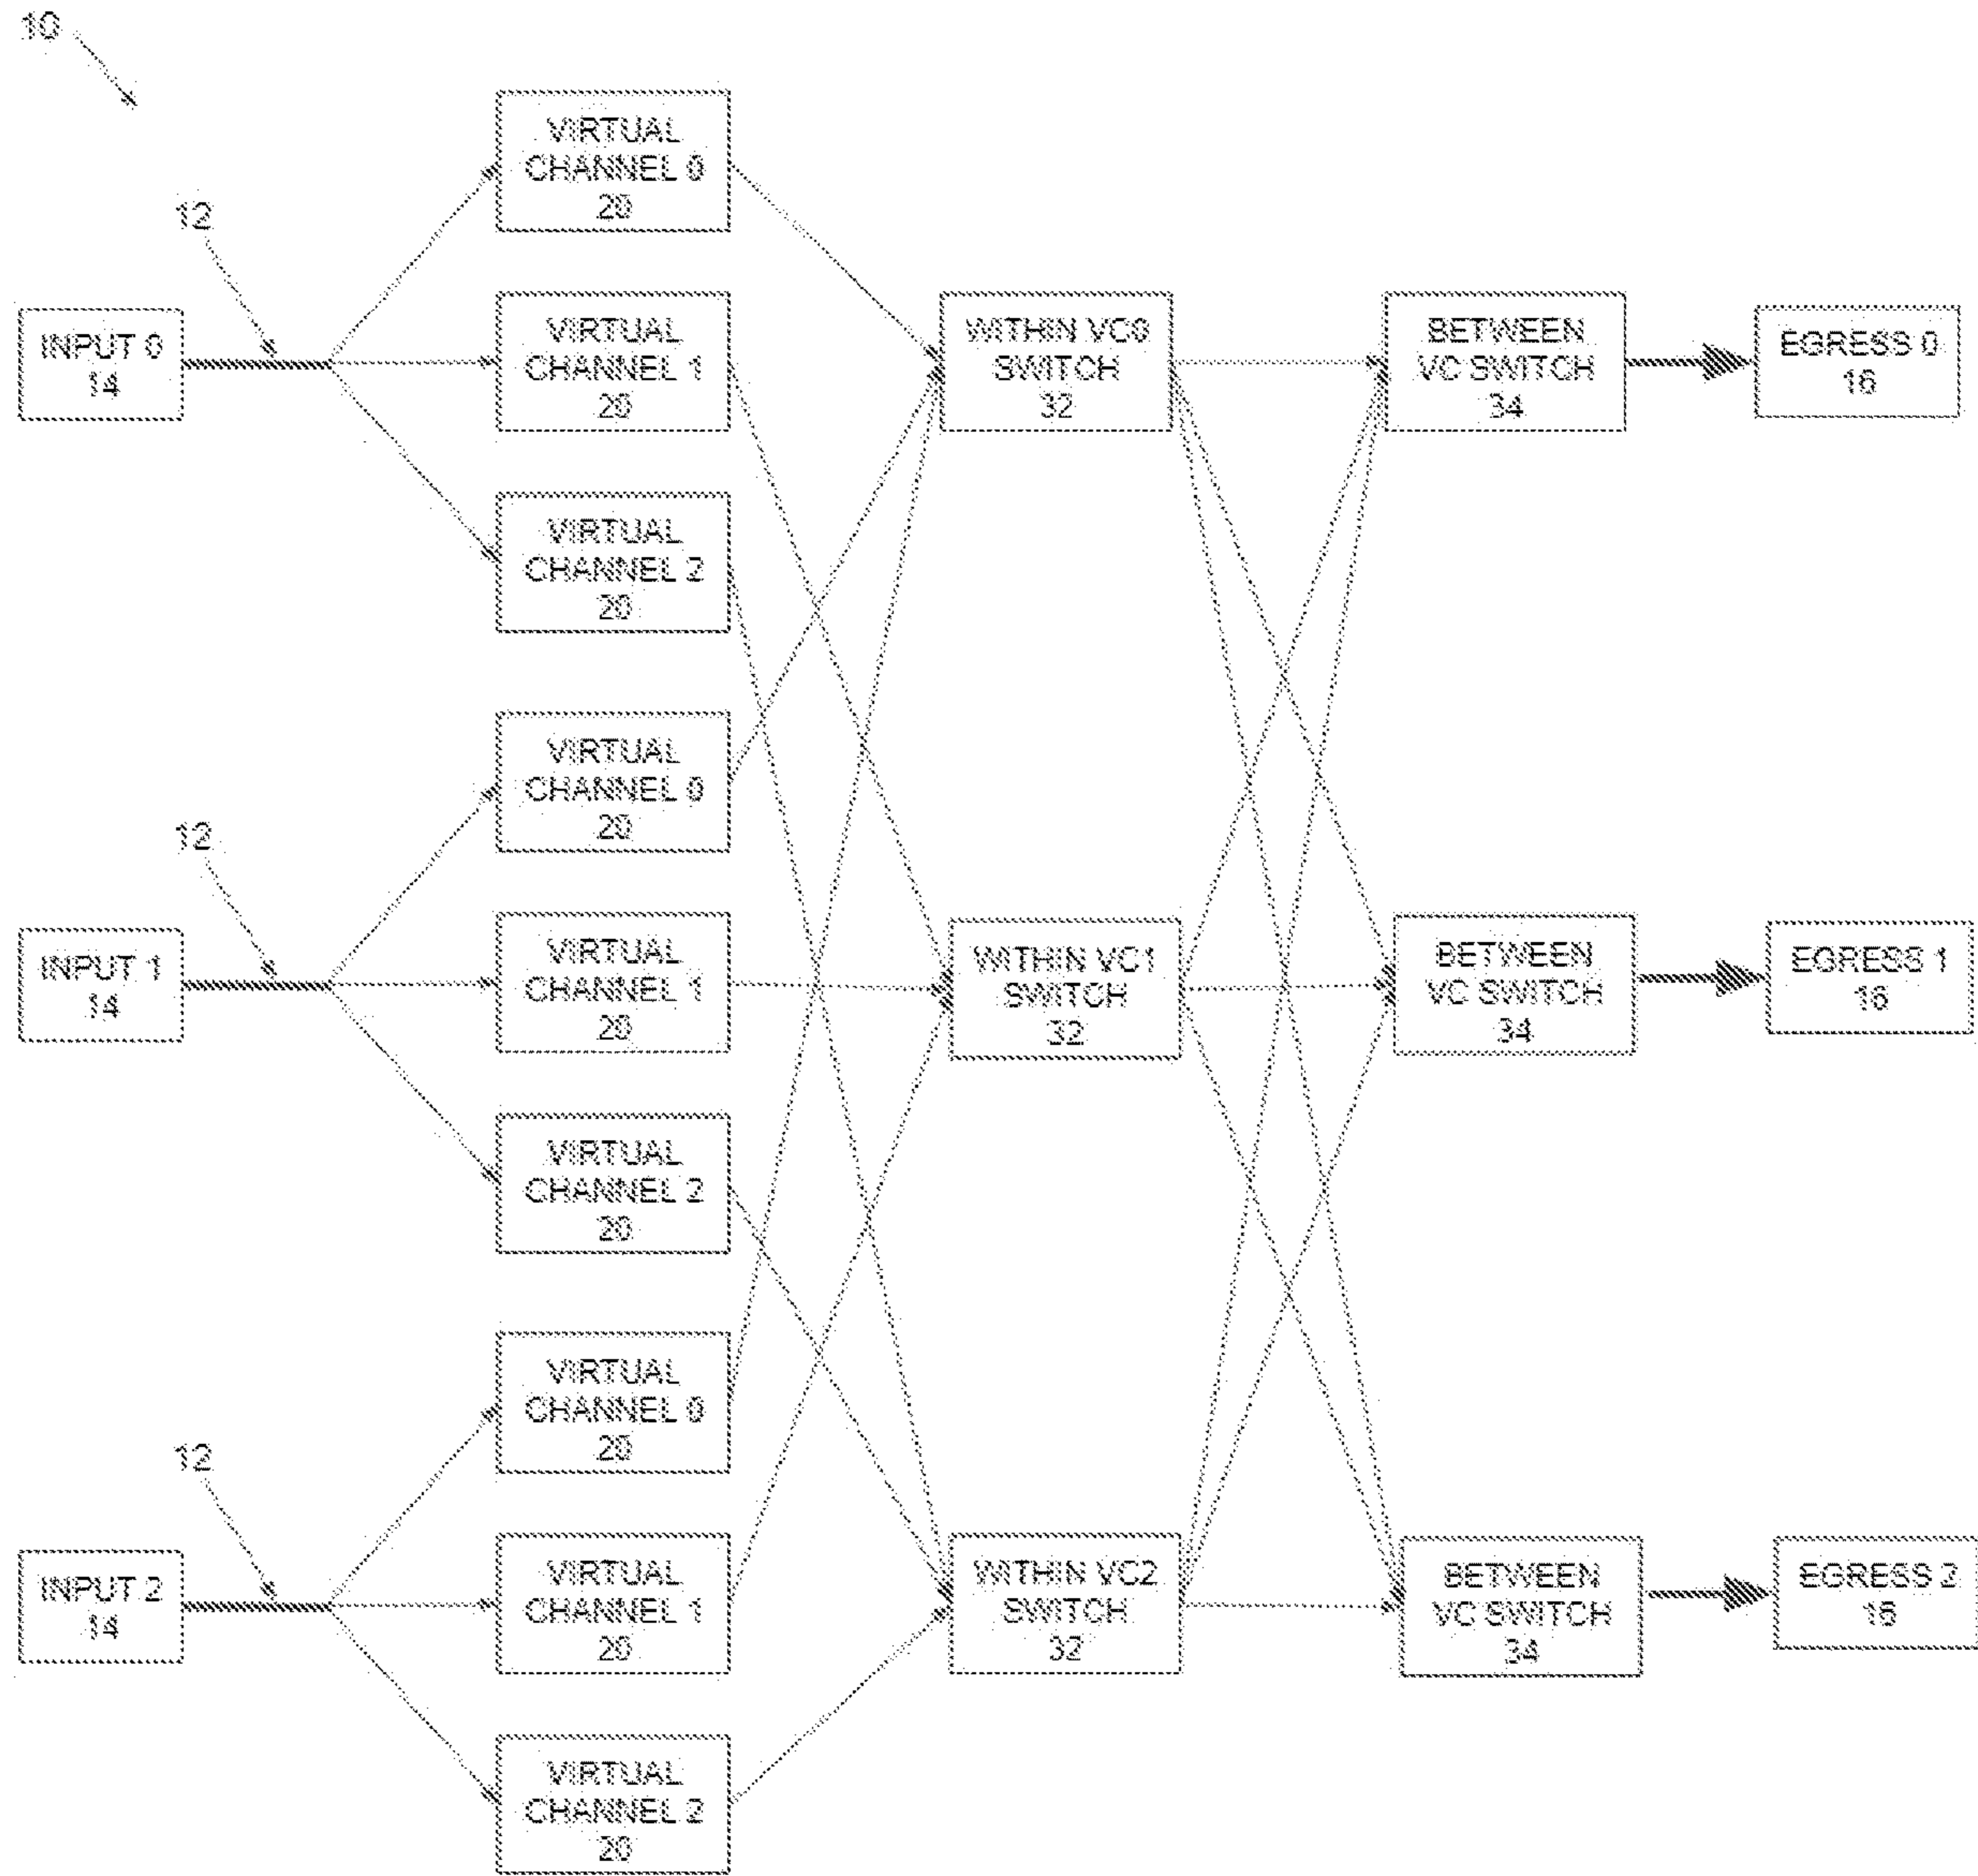 10
VIRTUAL
CHANNEL 0
20
12
INPUT 0
14
VIRTUAL
CHANNEL 1
20
WITHIN VC0
SWITCH
32
BETWEEN
VC SWITCH
34
EGRESS 0
16
VIRTUAL
CHANNEL 2
20
VIRTUAL
CHANNEL 0
20
12
INPUT 1
14
VIRTUAL
CHANNEL 1
20
WITHIN VC1
SWITCH
32
BETWEEN
VC SWITCH
34
EGRESS 1
16
VIRTUAL
CHANNEL 2
20
VIRTUAL
CHANNEL 0
20
12
INPUT 2
14
VIRTUAL
CHANNEL 1
20
WITHIN VC2
SWITCH
32
BETWEEN
VC SWITCH
34
EGRESS 2
16
VIRTUAL
CHANNEL 2
20